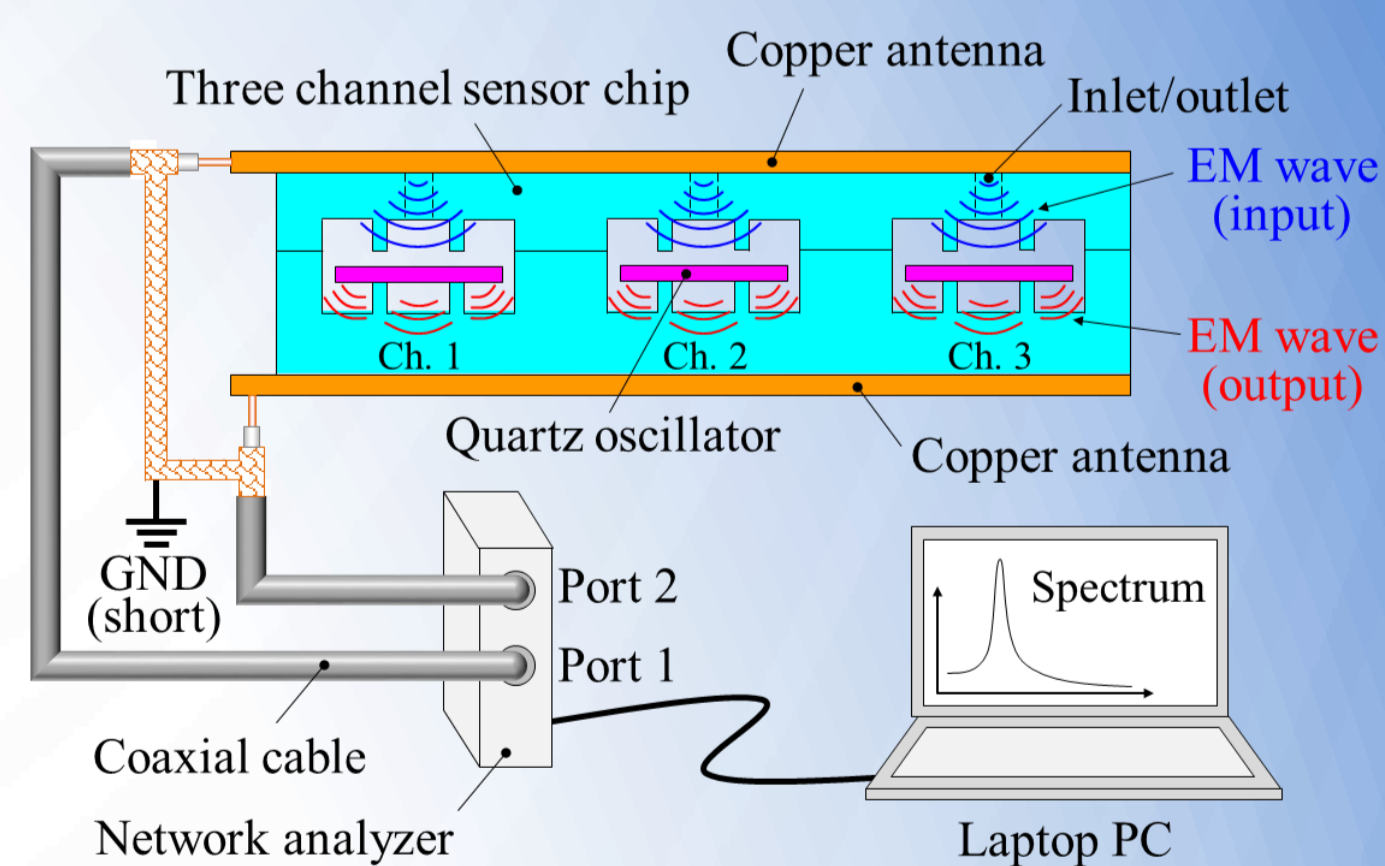 Copper antenna
Three channel sensor chip
Inlet/outlet
EM wave
(input)
EM wave
(output)
Ch. 1
Ch. 2
Ch. 3
Quartz oscillator
Copper antenna
GND
(short)
Port 2
Port 1
Spectrum
Coaxial cable
Network analyzer
Laptop PC